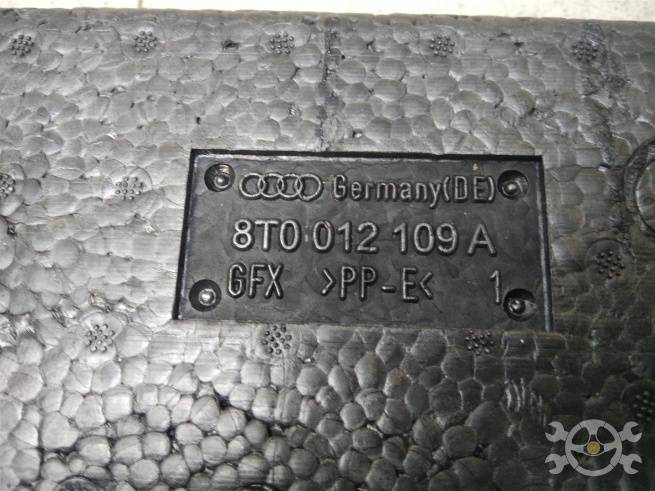 Germany(DE)
8T0 012 109 A
GFX >PP-E< 1